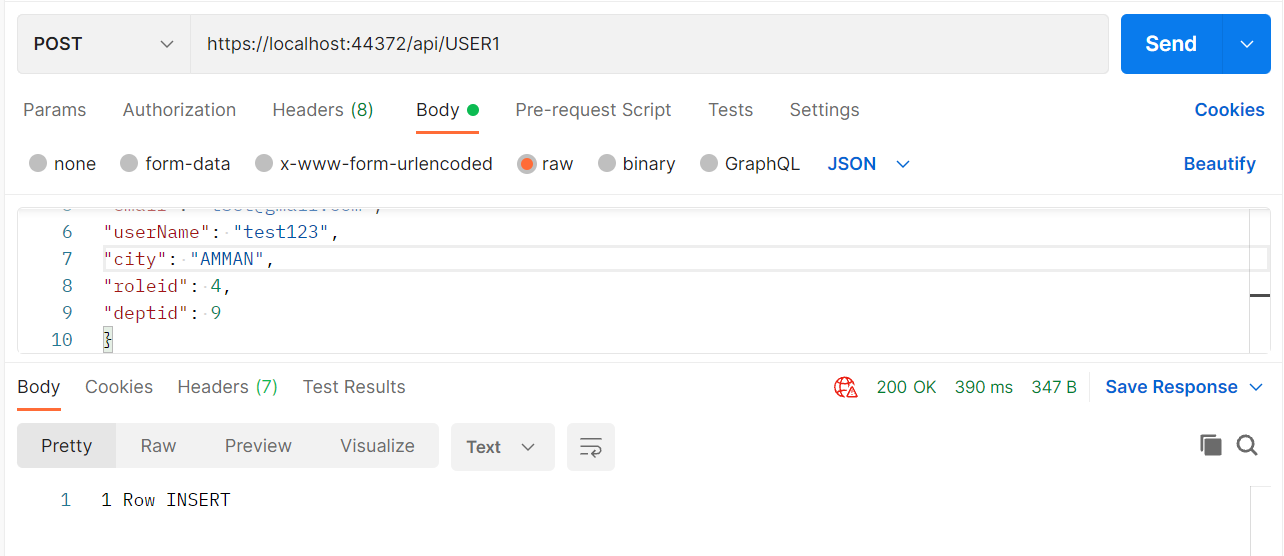 POST https://localhost:44372/api/USER1 Send
Params Authorization Headers (8) Body Pre-request Script Tests Settings Cookies
none form-data x-www-form-urlencoded raw binary GraphQL JSON Beautify
6 "userName": "test123",
7 "city": "AMMAN",
8 "roleid": 4,
9 "deptid": 9
10 }
Body Cookies Headers (7) Test Results 200 OK 390 ms 347 B Save Response
Pretty Raw Preview Visualize Text
1 1 Row INSERT